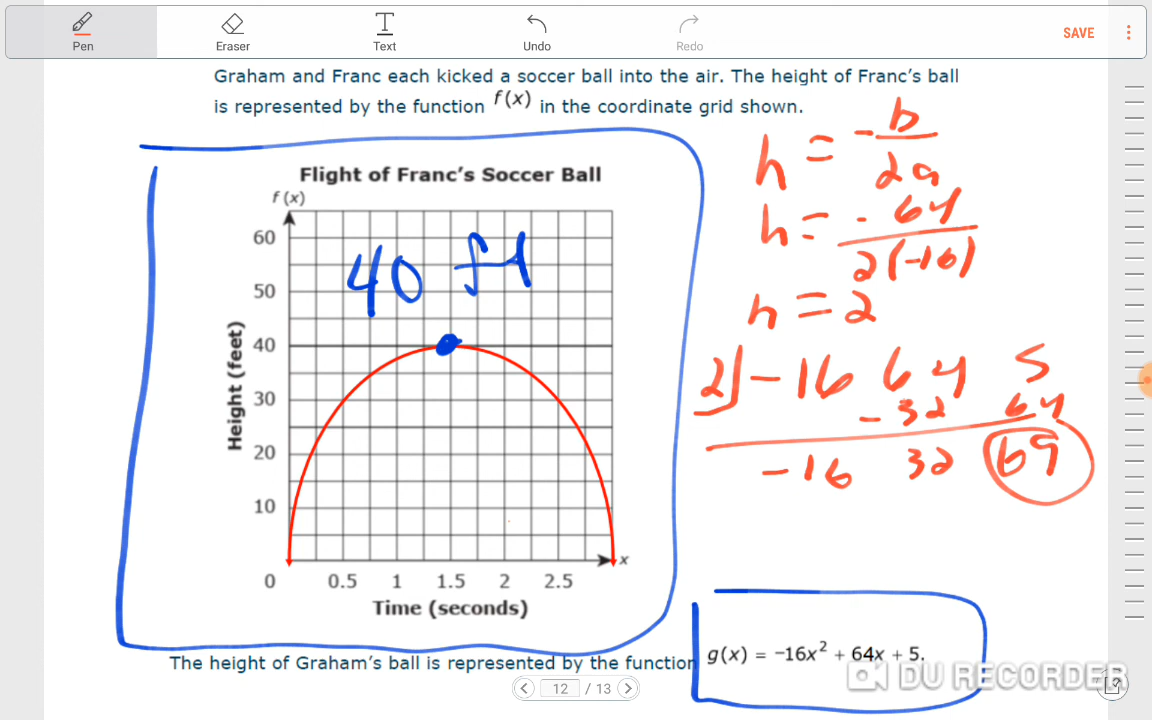 Pen
Eraser
Text
Undo
Redo
SAVE
Graham and Franc each kicked a soccer ball into the air. The height of Franc's ball
is represented by the function f(x) in the coordinate grid shown.
Flight of Franc's Soccer Ball
f(x)
60
50
40
30
20
10
0
0.5 1 1.5 2 2.5
x
Height (feet)
Time (seconds)
40 ft
h = -b/2a
h = -64/2(-16)
h = 2
2| -16 64 5
-32 64
-16 32 69
The height of Graham's ball is represented by the function g(x) = -16x² + 64x + 5.
12 / 13
DU RECORDER